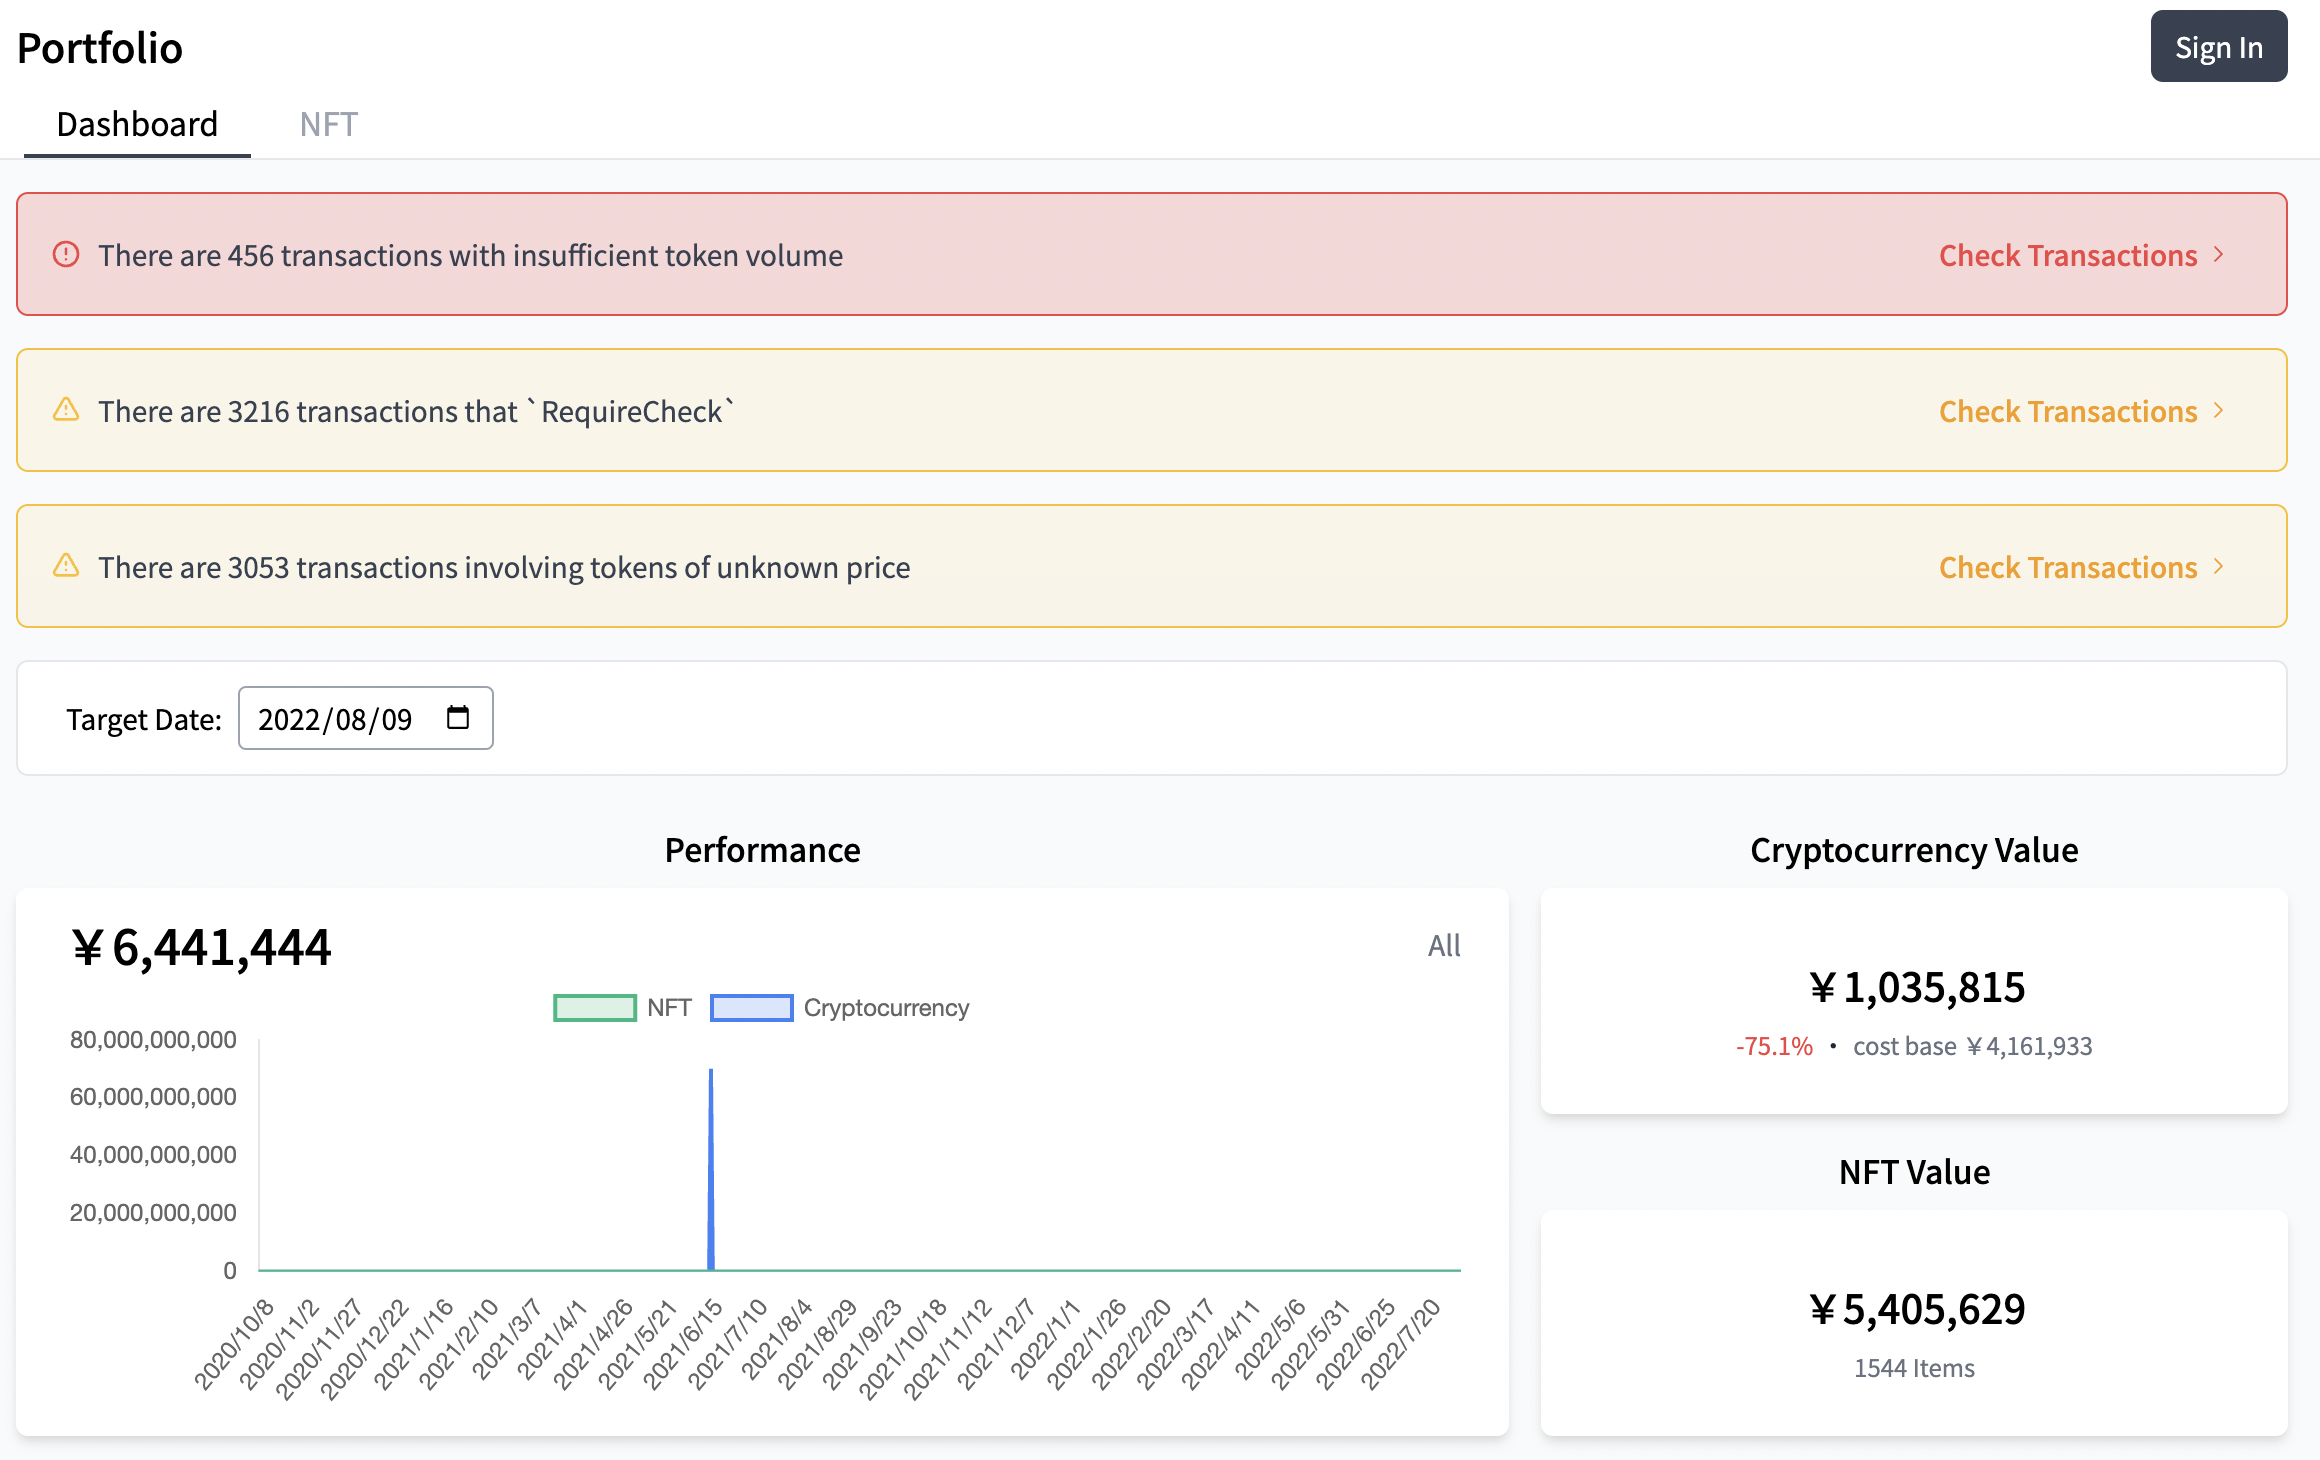 Portfolio
Sign In
Dashboard
NFT
There are 456 transactions with insufficient token volume
Check Transactions
There are 3216 transactions that `RequireCheck`
Check Transactions
There are 3053 transactions involving tokens of unknown price
Check Transactions
Target Date: 2022/08/09
Performance
¥6,441,444
All
NFT
Cryptocurrency
80,000,000,000
60,000,000,000
40,000,000,000
20,000,000,000
0
2020/10/8
2020/11/2
2020/11/27
2020/12/22
2021/1/16
2021/2/10
2021/3/7
2021/4/1
2021/4/26
2021/5/21
2021/6/15
2021/7/10
2021/8/4
2021/8/29
2021/9/23
2021/10/18
2021/11/12
2021/12/7
2022/1/1
2022/1/26
2022/2/20
2022/3/17
2022/4/11
2022/5/6
2022/5/31
2022/6/25
2022/7/20
Cryptocurrency Value
¥1,035,815
-75.1% • cost base ¥4,161,933
NFT Value
¥5,405,629
1544 Items